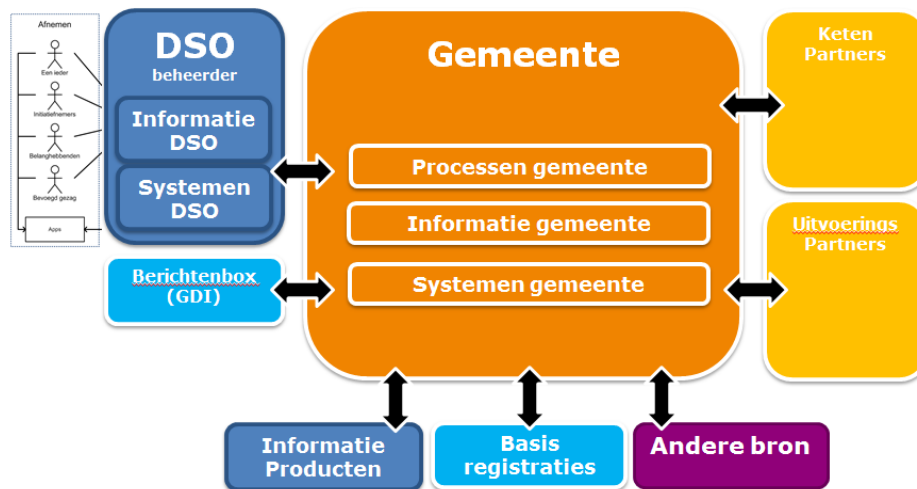 Afnemen
Een ieder
Initiatiefnemers
Belanghebbenden
Bevoegd gezag
Apps
DSO
beheerder
Informatie
DSO
Systemen
DSO
Berichtenbox
(GDI)
Gemeente
Processen gemeente
Informatie gemeente
Systemen gemeente
Keten
Partners
Uitvoerings
Partners
Informatie
Producten
Basis
registraties
Andere bron